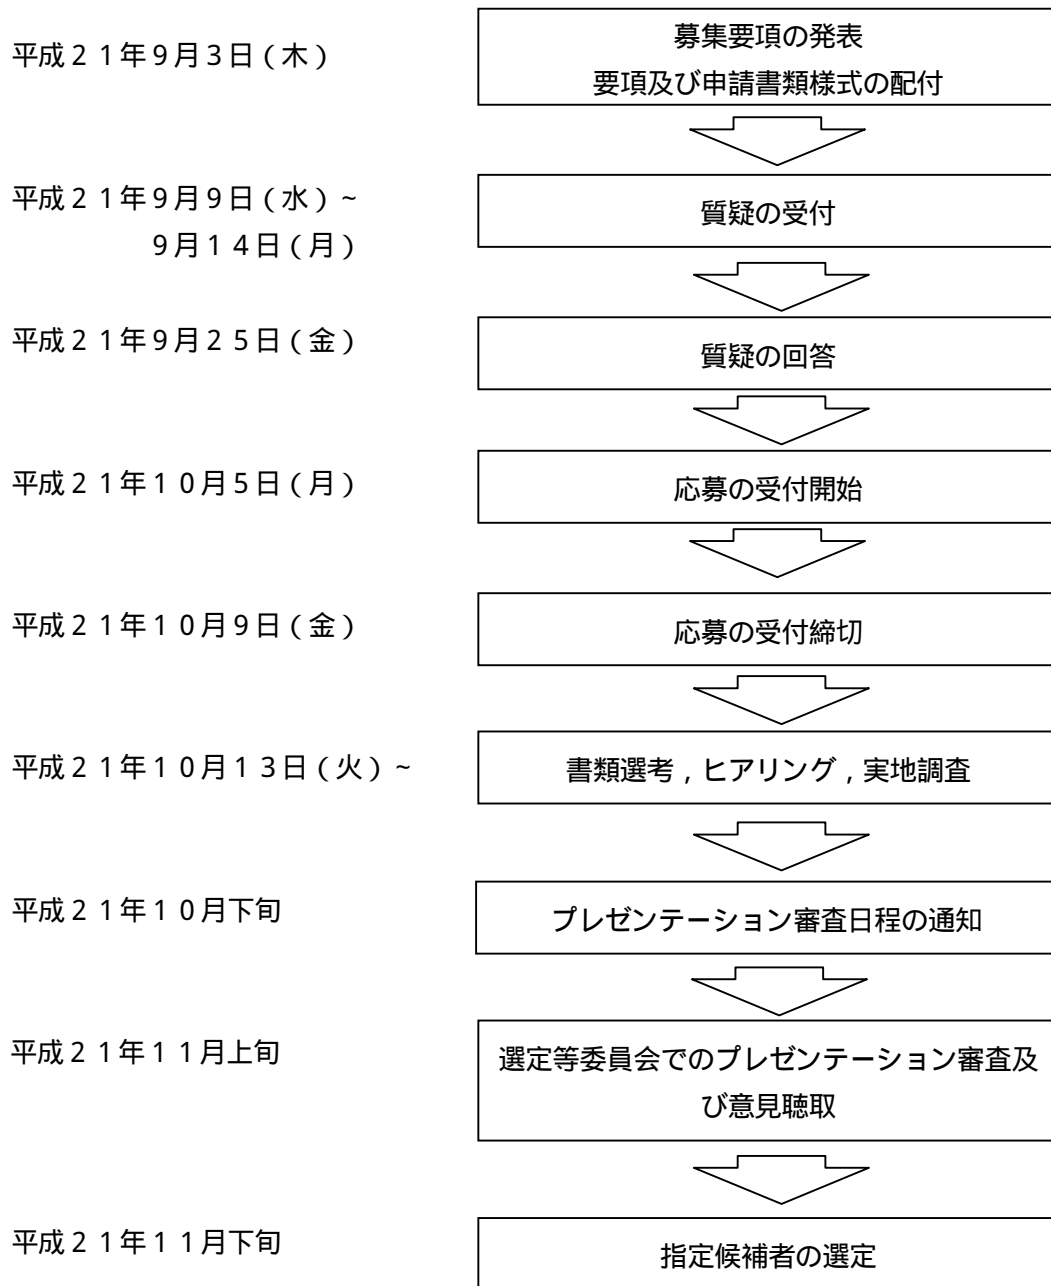 平成２１年９月３日（木）
募集要項の発表
要項及び申請書類様式の配付
平成２１年９月９日（水）~
９月１４日（月）
質疑の受付
平成２１年９月２５日（金）
質疑の回答
平成２１年１０月５日（月）
応募の受付開始
平成２１年１０月９日（金）
応募の受付締切
平成２１年１０月１３日（火）~
書類選考，ヒアリング，実地調査
平成２１年１０月下旬
プレゼンテーション審査日程の通知
平成２１年１１月上旬
選定等委員会でのプレゼンテーション審査及
び意見聴取
平成２１年１１月下旬
指定候補者の選定